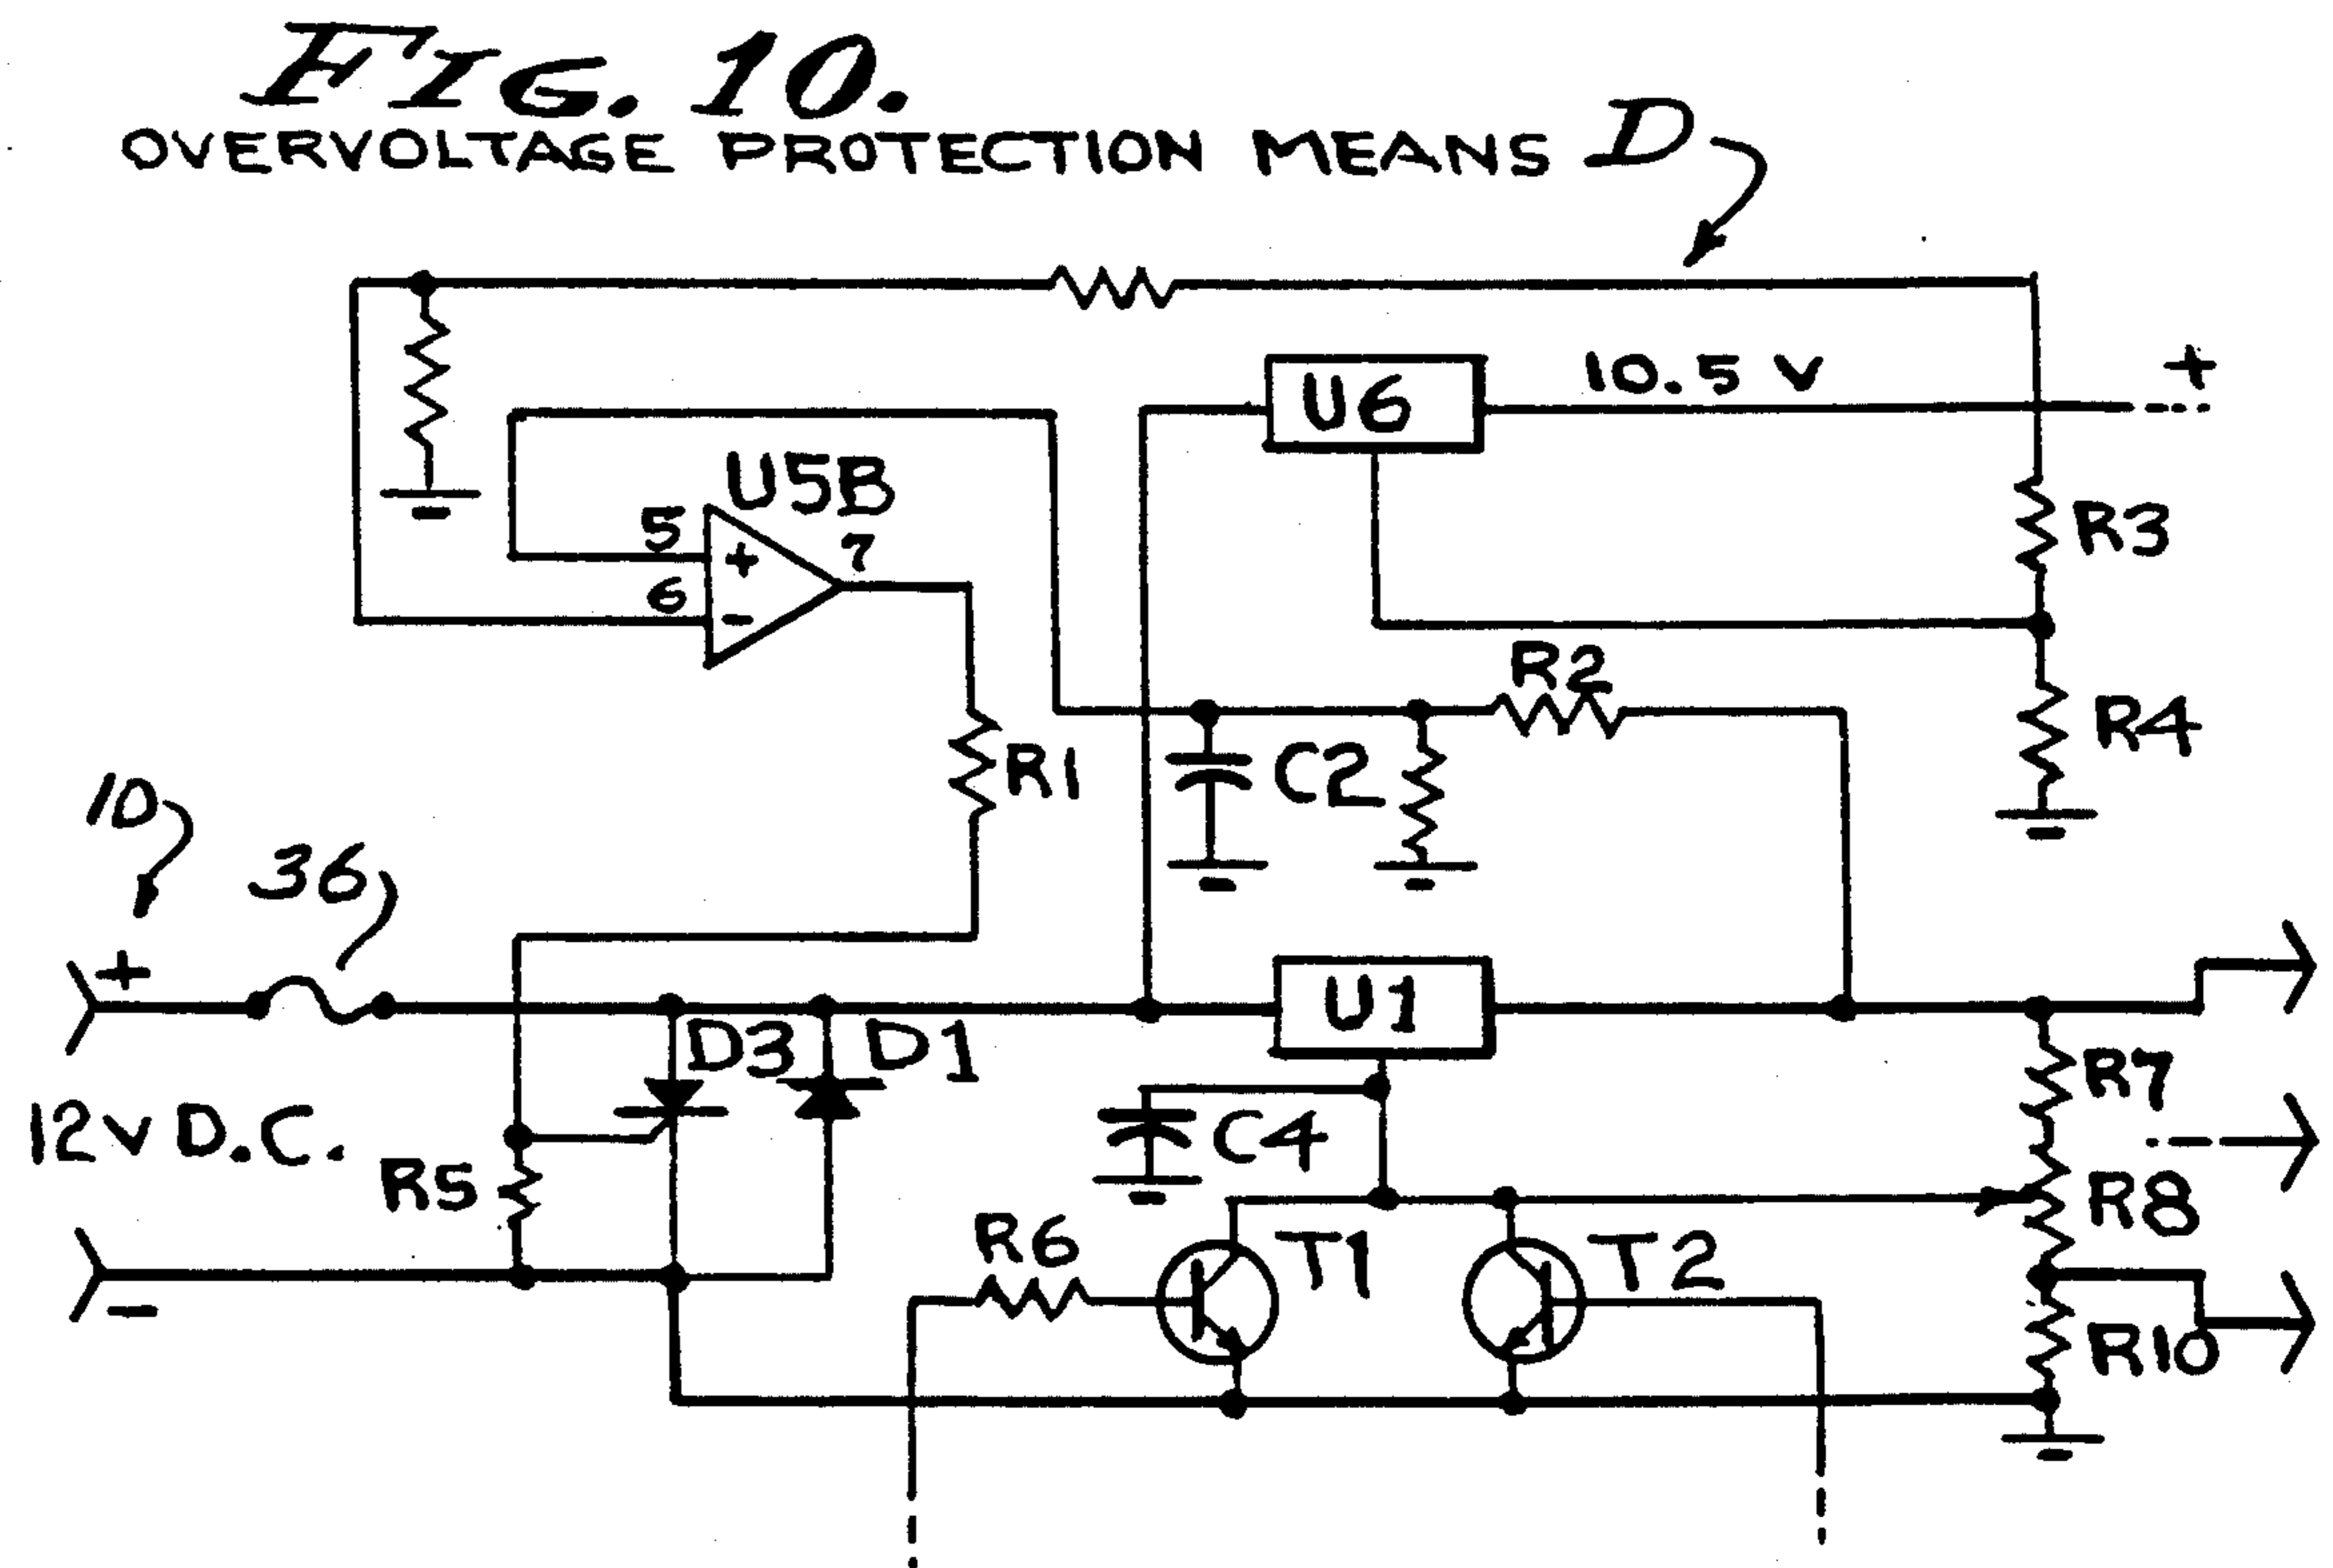 FIG. 10.
OVERVOLTAGE PROTECTION MEANS D
U6
10.5 V
+
U5B
5
+
7
6
-
R3
R2
R4
R1
C2
10
36
+
U1
D3
D1
R7
12V D.C.
R5
C4
R8
R6
T1
T2
-
R10